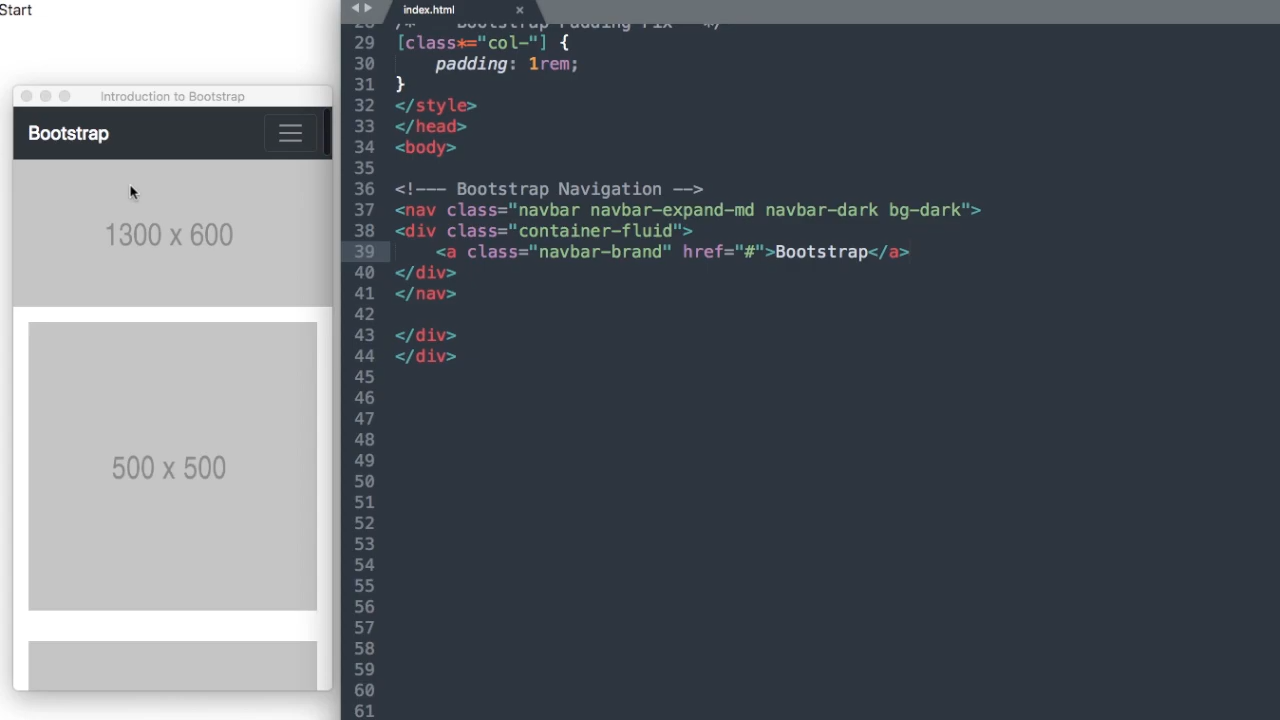 Start
index.html
Introduction to Bootstrap
Bootstrap
1300 x 600
500 x 500
28 /* Bootstrap Padding Fix */
29 [class*="col-"] {
30 padding: 1rem;
31 }
32 </style>
33 </head>
34 <body>
35
36 <!--- Bootstrap Navigation -->
37 <nav class="navbar navbar-expand-md navbar-dark bg-dark">
38 <div class="container-fluid">
39 <a class="navbar-brand" href="#">Bootstrap</a>
40 </div>
41 </nav>
42
43 </div>
44 </div>
45
46
47
48
49
50
51
52
53
54
55
56
57
58
59
60
61